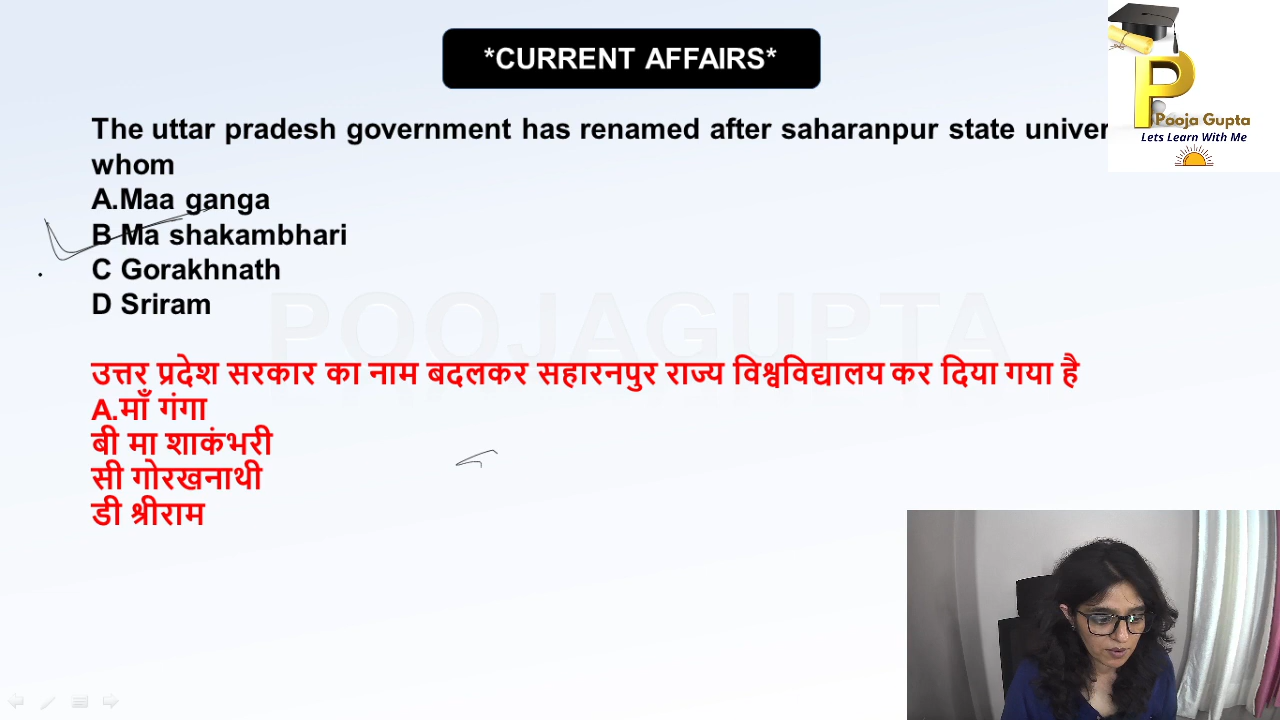 *CURRENT AFFAIRS*
The uttar pradesh government has renamed after saharanpur state univer
whom
A.Maa ganga
B Ma shakambhari
C Gorakhnath
D Sriram
POOJAGUPTA
उत्तर प्रदेश सरकार का नाम बदलकर सहारनपुर राज्य विश्वविद्यालय कर दिया गया है
A.माँ गंगा
बी मा शाकंभरी
सी गोरखनाथी
डी श्रीराम
P
Pooja Gupta
Lets Learn With Me